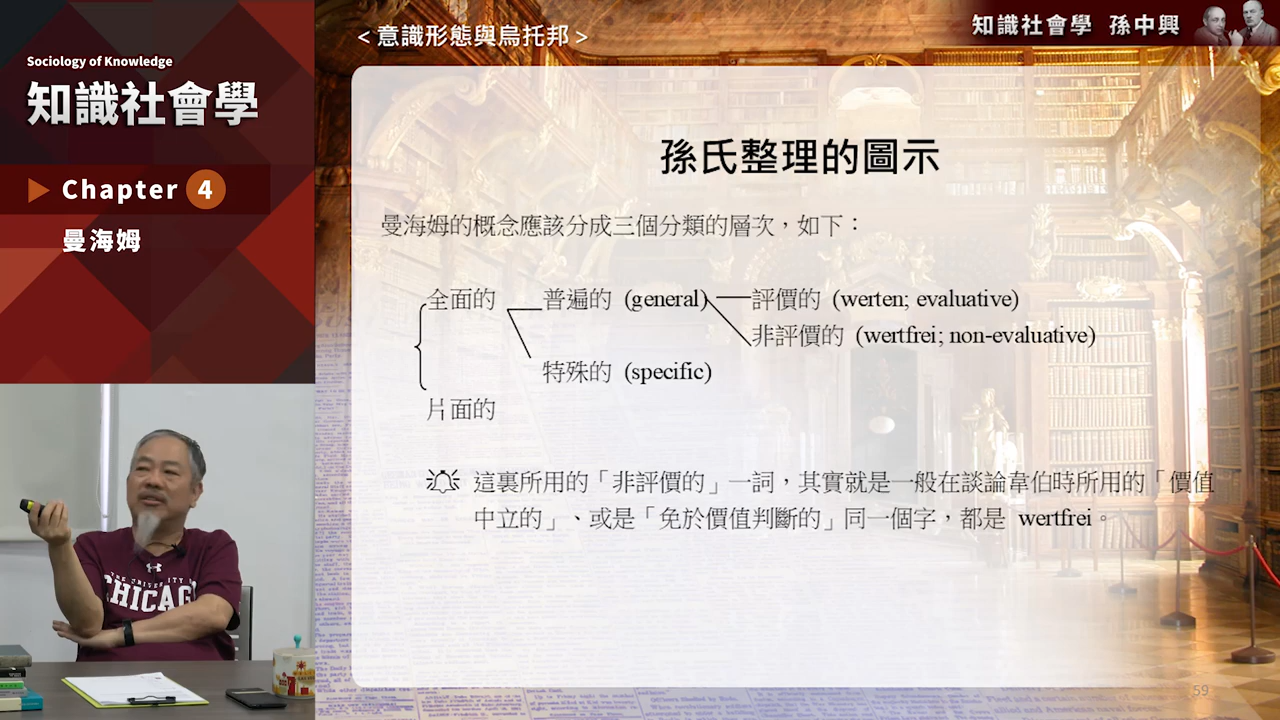 Sociology of Knowledge
知識社會學
Chapter 4
曼海姆
<意識形態與烏托邦>
知識社會學 孫中興
孫氏整理的圖示
曼海姆的概念應該分成三個分類的層次，如下：
全面的 普遍的 (general) 評價的 (werten; evaluative)
非評價的 (wertfrei; non-evaluative)
特殊的 (specific)
片面的
這裏所用的「非評價的」一詞，其實就是一般在談論韋伯時所用的「價值
中立的」、或是「免於價值判斷的」同一個字，都是 wertfrei。
59
THE UNIVERSITY
CHICAG